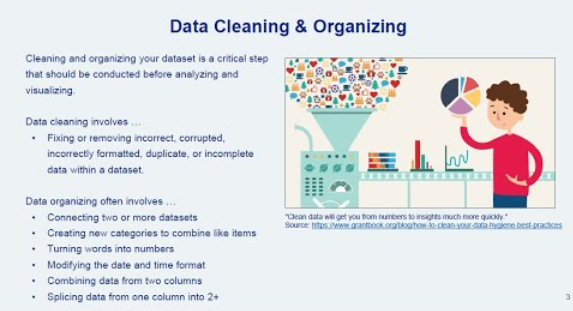 Data Cleaning & Organizing
Cleaning and organizing your dataset is a critical step
that should be conducted before analyzing and
visualizing.
Data cleaning involves …
• Fixing or removing incorrect, corrupted,
incorrectly formatted, duplicate, or incomplete
data within a dataset.
Data organizing often involves …
• Connecting two or more datasets
• Creating new categories to combine like items
• Turning words into numbers
• Modifying the date and time format
• Combining data from two columns
• Splicing data from one column into 2+
"Clean data will get you from numbers to insights much more quickly."
Source: https://www.grantbook.org/blog/how-to-clean-your-data-hygiene-best-practices
3